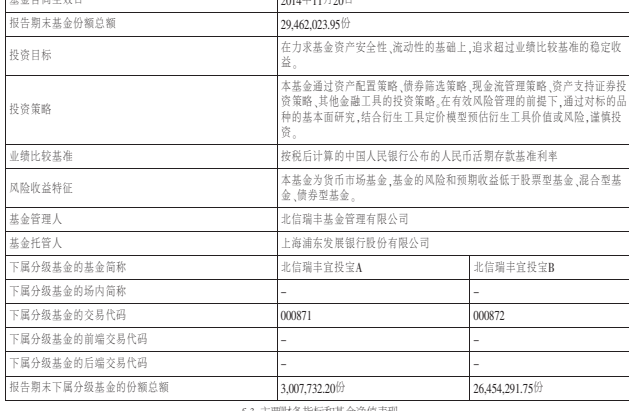 基金合同生效日 2014年11月20日
报告期末基金份额总额 29,462,023.95份
投资目标 在力求基金资产安全性、流动性的基础上,追求超过业绩比较基准的稳定收
益。
投资策略 本基金通过资产配置策略、债券筛选策略、现金流管理策略、资产支持证券投
资策略、其他金融工具的投资策略。在有效风险管理的前提下,通过对标的品
种的基本面研究,结合衍生工具定价模型预估衍生工具价值或风险,谨慎投
资。
业绩比较基准 按税后计算的中国人民银行公布的人民币活期存款基准利率
风险收益特征 本基金为货币市场基金,基金的风险和预期收益低于股票型基金、混合型基
金、债券型基金。
基金管理人 北信瑞丰基金管理有限公司
基金托管人 上海浦东发展银行股份有限公司
下属分级基金的基金简称 北信瑞丰宜投宝A 北信瑞丰宜投宝B
下属分级基金的场内简称 – –
下属分级基金的交易代码 000871 000872
下属分级基金的前端交易代码 – –
下属分级基金的后端交易代码 – –
报告期末下属分级基金的份额总额 3,007,732.20份 26,454,291.75份
主要财务指标和基金净值表现